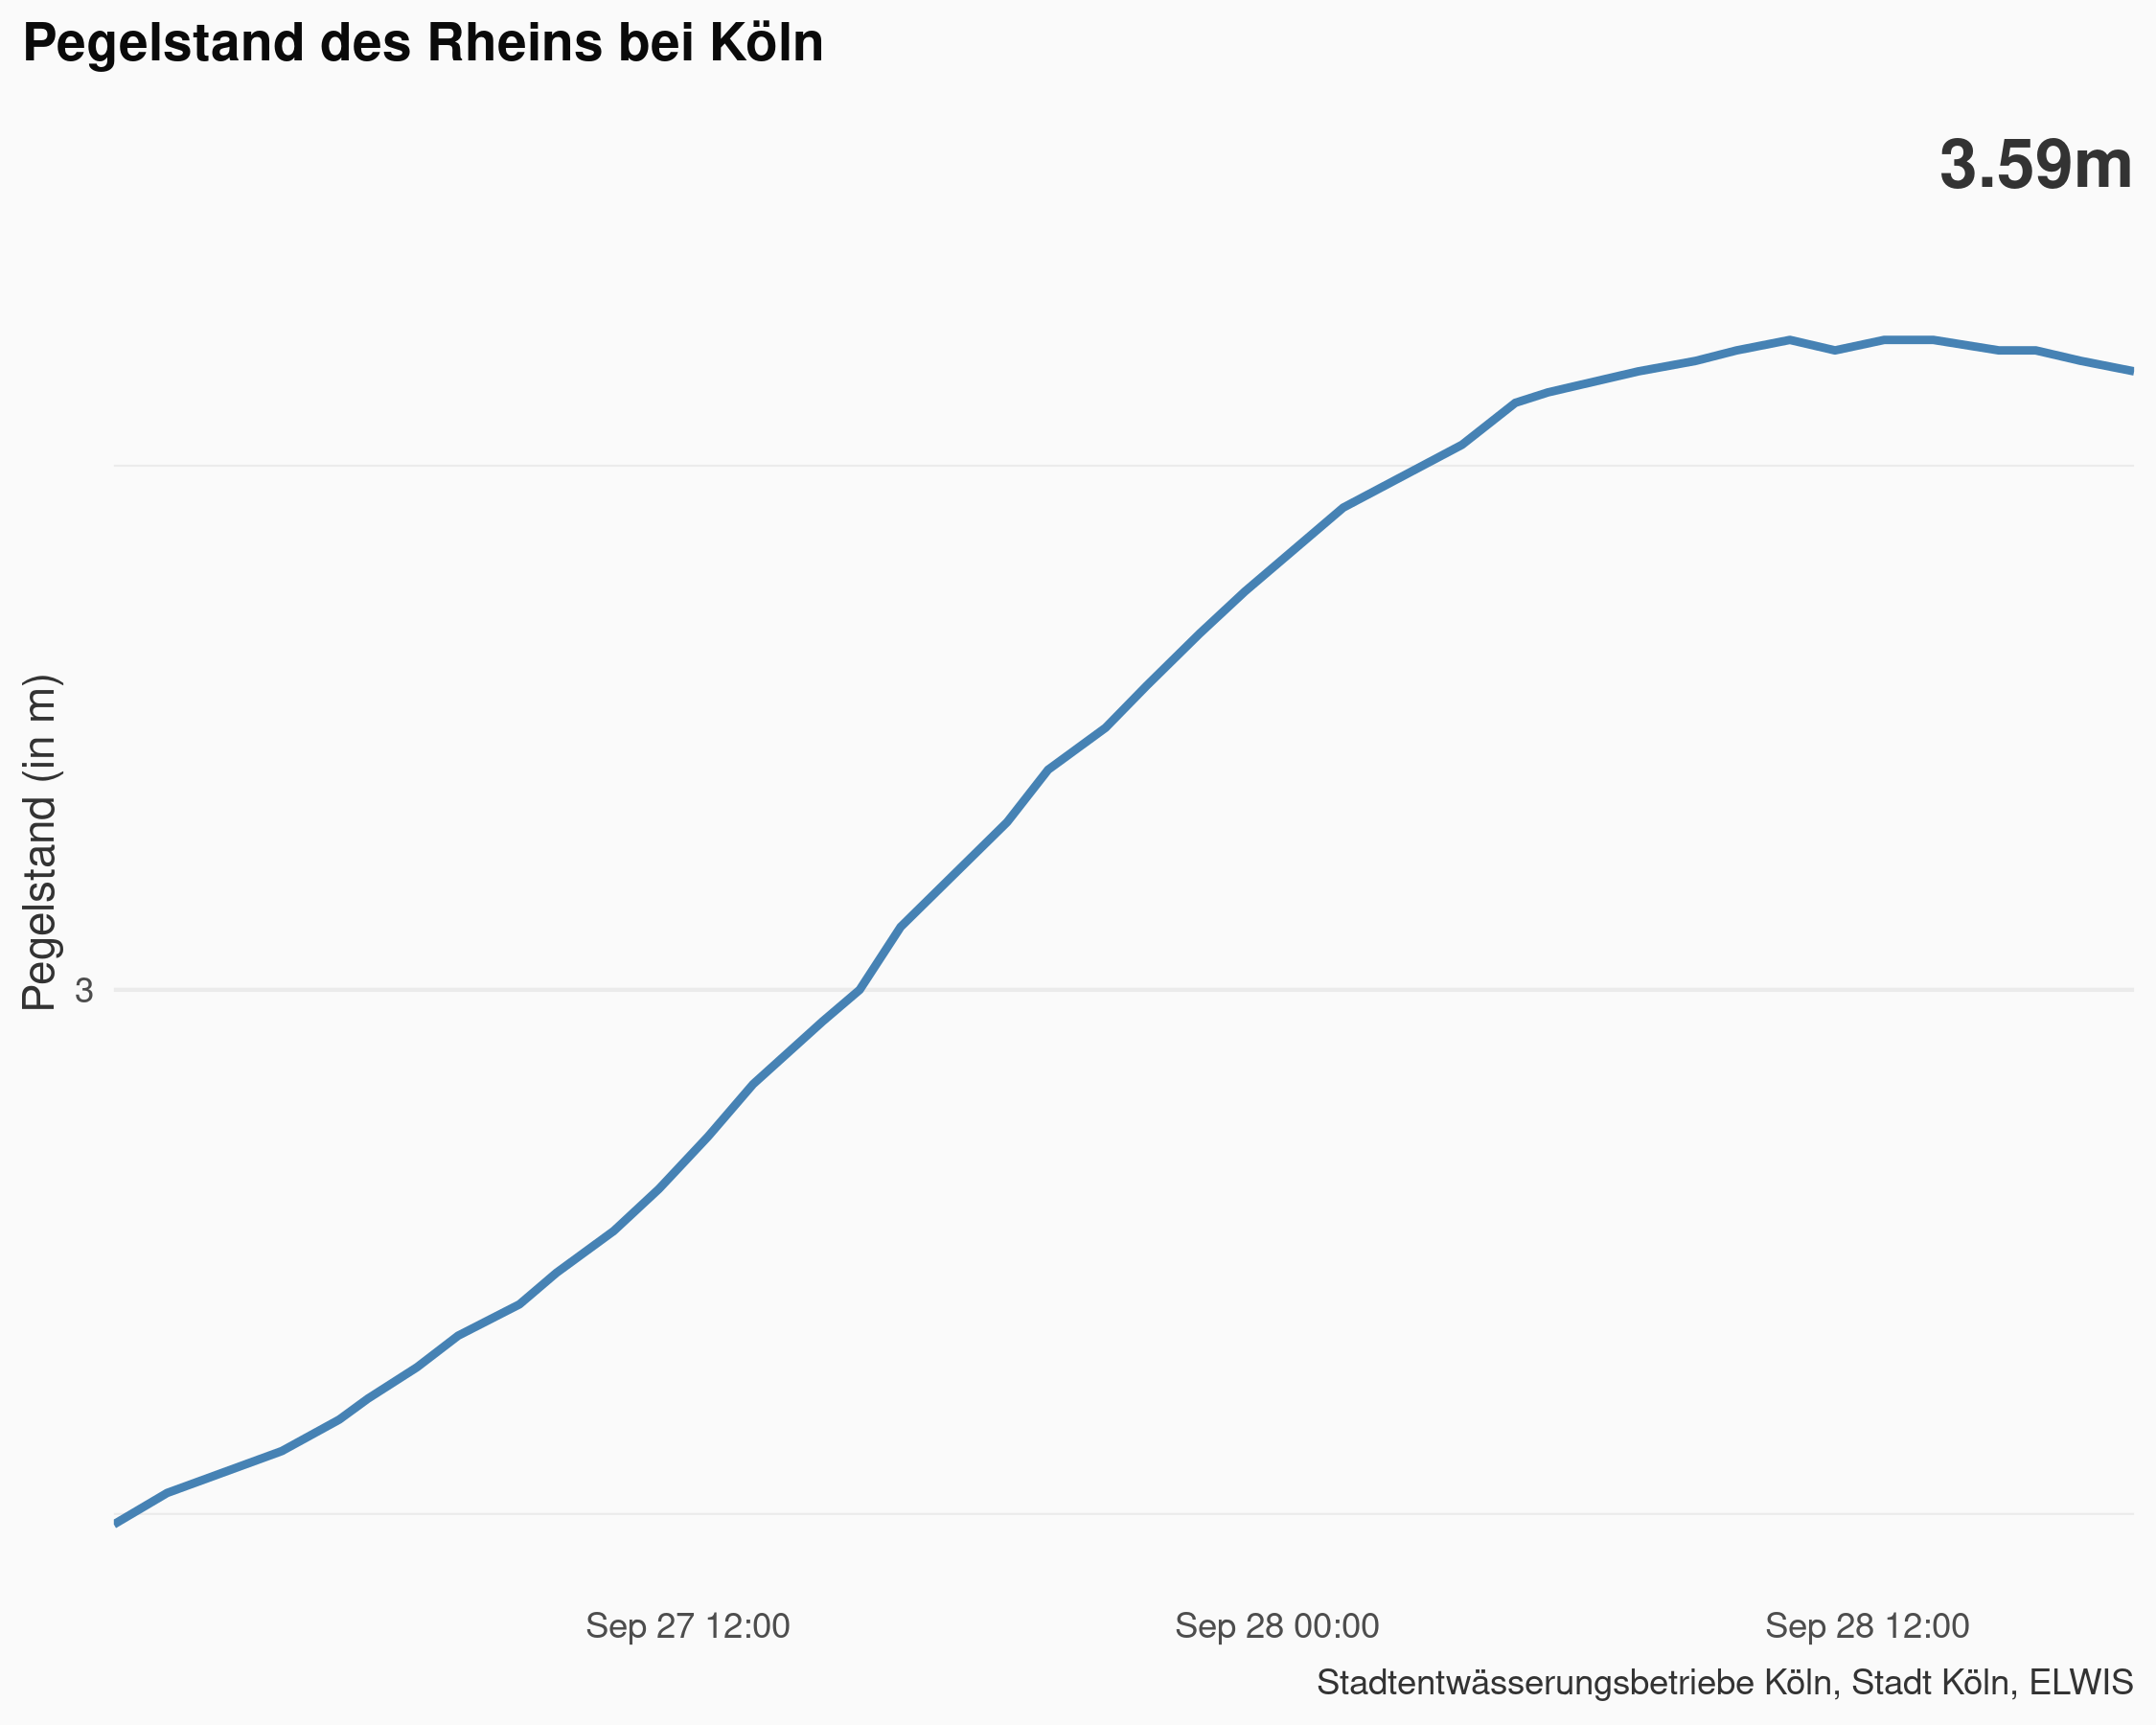 Pegelstand des Rheins bei Köln
3.59m
Pegelstand (in m)
3
Sep 27 12:00
Sep 28 00:00
Sep 28 12:00
Stadtentwässerungsbetriebe Köln, Stadt Köln, ELWIS